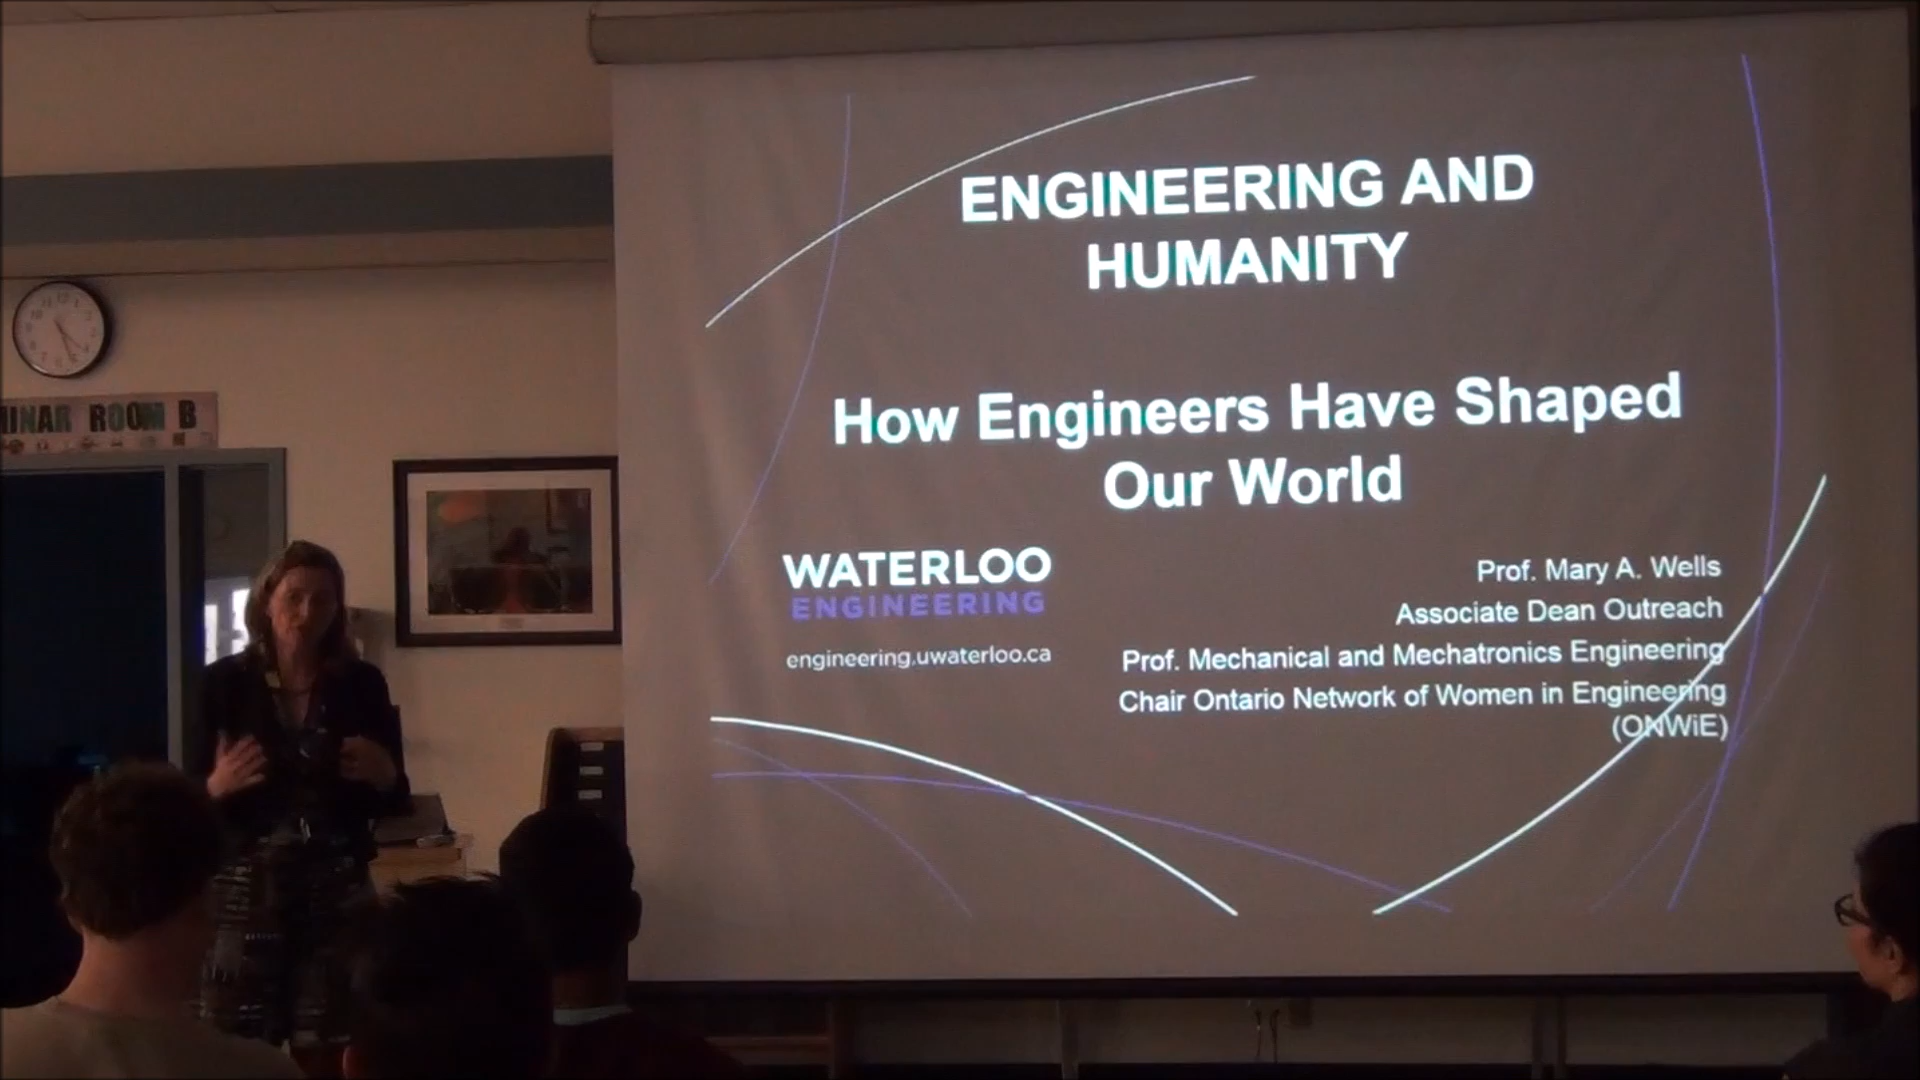 ENGINEERING AND
HUMANITY
How Engineers Have Shaped
Our World
WATERLOO
ENGINEERING
engineering.uwaterloo.ca
Prof. Mary A. Wells
Associate Dean Outreach
Prof. Mechanical and Mechatronics Engineering
Chair Ontario Network of Women in Engineering
(ONWiE)
INAR ROOM B